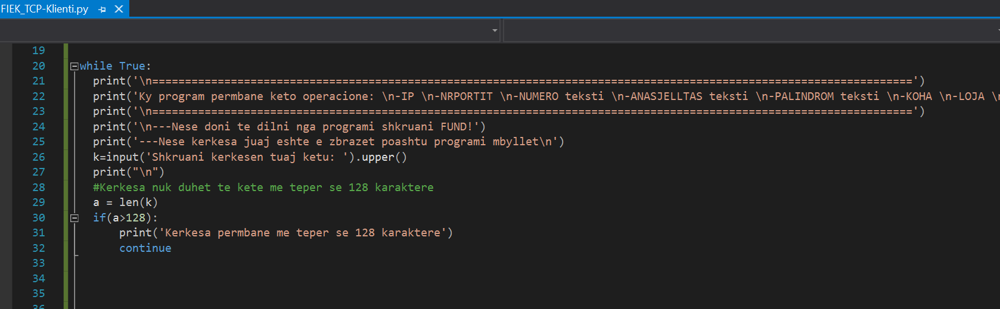 FIEK_TCP-Klienti.py
19
20 while True:
21 print('\n====================================================================================================================')
22 print('Ky program permbane keto operacione: \n-IP \n-NRPORTIT \n-NUMERO teksti \n-ANASJELLTAS teksti \n-PALINDROM teksti \n-KOHA \n-LOJA
23 print('\n====================================================================================================================')
24 print('\n---Nese doni te dilni nga programi shkruani FUND!')
25 print('---Nese kerkesa juaj eshte e zbrazet poashtu programi mbyllet\n')
26 k=input('Shkruani kerkesen tuaj ketu: ').upper()
27 print("\n")
28 #Kerkesa nuk duhet te kete me teper se 128 karaktere
29 a = len(k)
30 if(a>128):
31 print('Kerkesa permbane me teper se 128 karaktere')
32 continue
33
34
35